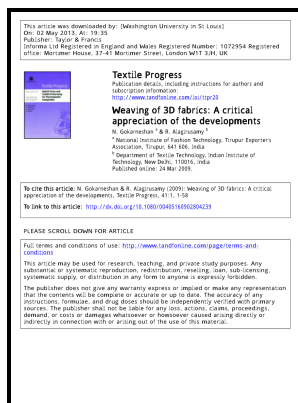 This article was downloaded by: [Washington University in St Louis]
On: 02 May 2013, At: 19:35
Publisher: Taylor & Francis
Informa Ltd Registered in England and Wales Registered Number: 1072954 Registered
office: Mortimer House, 37-41 Mortimer Street, London W1T 3JH, UK
Textile Progress
Publication details, including instructions for authors and
subscription information:
http://www.tandfonline.com/loi/ttpr20
Weaving of 3D fabrics: A critical
appreciation of the developments
N. Gokarneshan a & R. Alagirusamy b
a National Institute of Fashion Technology, Tirupur Exporters
Association, Tirupur, 641 606, India
b Department of Textile Technology, Indian Institute of
Technology, New Delhi, 110016, India
Published online: 24 Mar 2009.
To cite this article: N. Gokarneshan & R. Alagirusamy (2009): Weaving of 3D fabrics: A critical
appreciation of the developments, Textile Progress, 41:1, 1-58
To link to this article: http://dx.doi.org/10.1080/00405160902804239
PLEASE SCROLL DOWN FOR ARTICLE
Full terms and conditions of use: http://www.tandfonline.com/page/terms-and-
conditions
This article may be used for research, teaching, and private study purposes. Any
substantial or systematic reproduction, redistribution, reselling, loan, sub-licensing,
systematic supply, or distribution in any form to anyone is expressly forbidden.
The publisher does not give any warranty express or implied or make any representation
that the contents will be complete or accurate or up to date. The accuracy of any
instructions, formulae, and drug doses should be independently verified with primary
sources. The publisher shall not be liable for any loss, actions, claims, proceedings,
demand, or costs or damages whatsoever or howsoever caused arising directly or
indirectly in connection with or arising out of the use of this material.